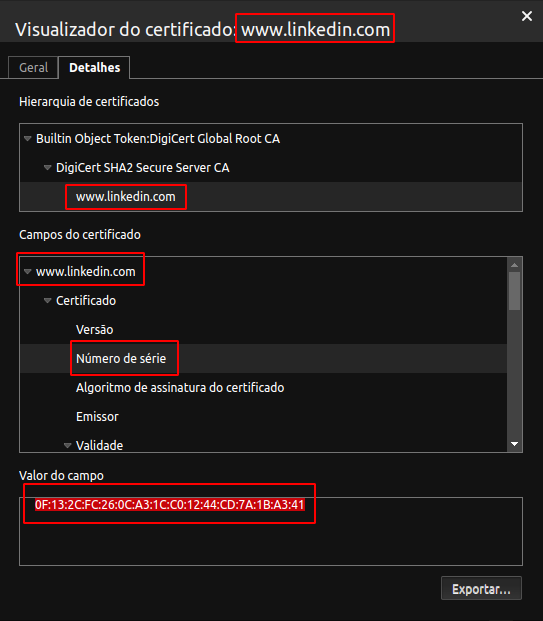 Visualizador do certificado: www.linkedin.com
Geral
Detalhes
Hierarquia de certificados
Builtin Object Token:DigiCert Global Root CA
DigiCert SHA2 Secure Server CA
www.linkedin.com
Campos do certificado
www.linkedin.com
Certificado
Versão
Número de série
Algoritmo de assinatura do certificado
Emissor
Validade
Valor do campo
0F:13:2C:FC:26:0C:A3:1C:C0:12:44:CD:7A:1B:A3:41
Exportar...